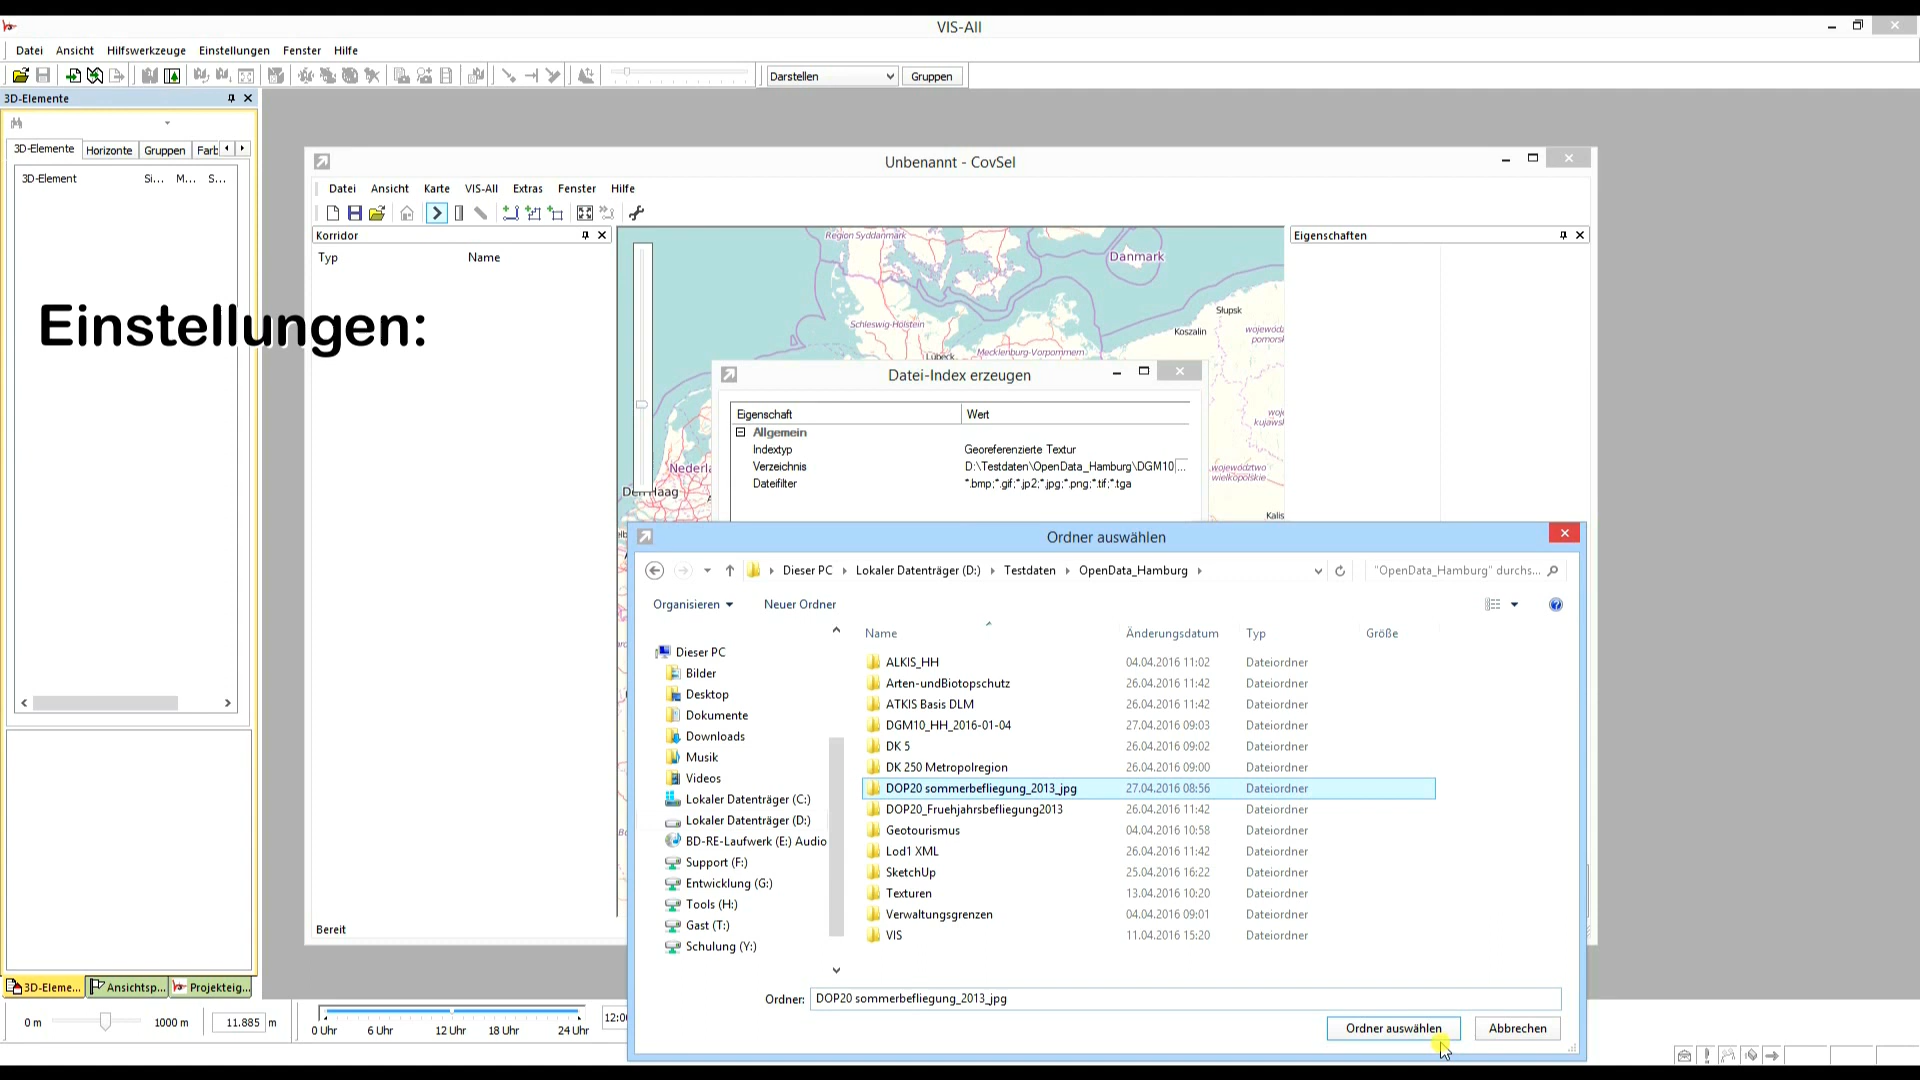 VIS-All
Datei Ansicht Hilfswerkzeuge Einstellungen Fenster Hilfe
Darstellen Gruppen
3D-Elemente
3D-Elemente Horizonte Gruppen Farb
3D-Element Si... M... S...
Unbenannt - CovSel
Datei Ansicht Karte VIS-All Extras Fenster Hilfe
Korridor
Typ Name
Eigenschaften
Einstellungen:
Region Syddanmark
Danmark
Schleswig-Holstein
Słupsk
Koszalin
Lübeck
Mecklenburg-Vorpommern
Den Haag
województwo
wielkopolskie
Kalis
Datei-Index erzeugen
Eigenschaft Wert
Allgemein
Indextyp Georeferenzierte Textur
Verzeichnis D:\Testdaten\OpenData_Hamburg\DGM10 ...
Dateifilter *.bmp;*.gif;*.jp2;*.jpg;*.png;*.tif;*.tga
Ordner auswählen
Dieser PC Lokaler Datenträger (D:) Testdaten OpenData_Hamburg
"OpenData_Hamburg" durchs...
Organisieren Neuer Ordner
Name Änderungsdatum Typ Größe
Dieser PC
Bilder
Desktop
Dokumente
Downloads
Musik
Videos
Lokaler Datenträger (C:)
Lokaler Datenträger (D:)
BD-RE-Laufwerk (E:) Audio
Support (F:)
Entwicklung (G:)
Tools (H:)
Gast (T:)
Schulung (Y:)
ALKIS_HH 04.04.2016 11:02 Dateiordner
Arten-undBiotopschutz 26.04.2016 11:42 Dateiordner
ATKIS Basis DLM 26.04.2016 11:42 Dateiordner
DGM10_HH_2016-01-04 27.04.2016 09:03 Dateiordner
DK 5 26.04.2016 09:02 Dateiordner
DK 250 Metropolregion 26.04.2016 09:00 Dateiordner
DOP20 sommerbefliegung_2013_jpg 27.04.2016 08:56 Dateiordner
DOP20_Fruehjahrsbefliegung2013 26.04.2016 11:42 Dateiordner
Geotourismus 04.04.2016 10:58 Dateiordner
Lod1 XML 26.04.2016 11:42 Dateiordner
SketchUp 25.04.2016 16:22 Dateiordner
Texturen 13.04.2016 10:20 Dateiordner
Verwaltungsgrenzen 04.04.2016 09:01 Dateiordner
VIS 11.04.2016 15:20 Dateiordner
Ordner: DOP20 sommerbefliegung_2013_jpg
Ordner auswählen Abbrechen
Bereit
3D-Eleme... Ansichtsp... Projekteig...
0 m 1000 m 11.885 m
0 Uhr 6 Uhr 12 Uhr 18 Uhr 24 Uhr